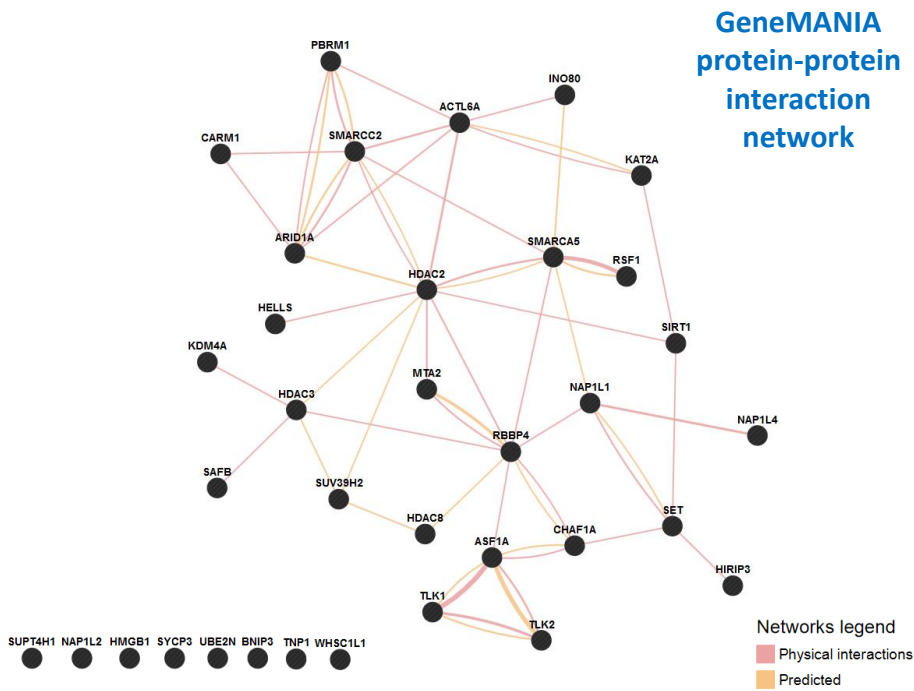 GeneMANIA
protein-protein
interaction
network
PBRM1
INO80
ACTL6A
CARM1
SMARCC2
KAT2A
ARID1A
SMARCA5
RSF1
HDAC2
HELLS
SIRT1
KDM4A
MTA2
NAP1L1
HDAC3
NAP1L4
RBBP4
SAFB
SUV39H2
HDAC8
SET
CHAF1A
ASF1A
HIRIP3
TLK1
TLK2
SUPT4H1 NAP1L2 HMGB1 SYCP3 UBE2N BNIP3 TNP1 WHSC1L1
Networks legend
Physical interactions
Predicted